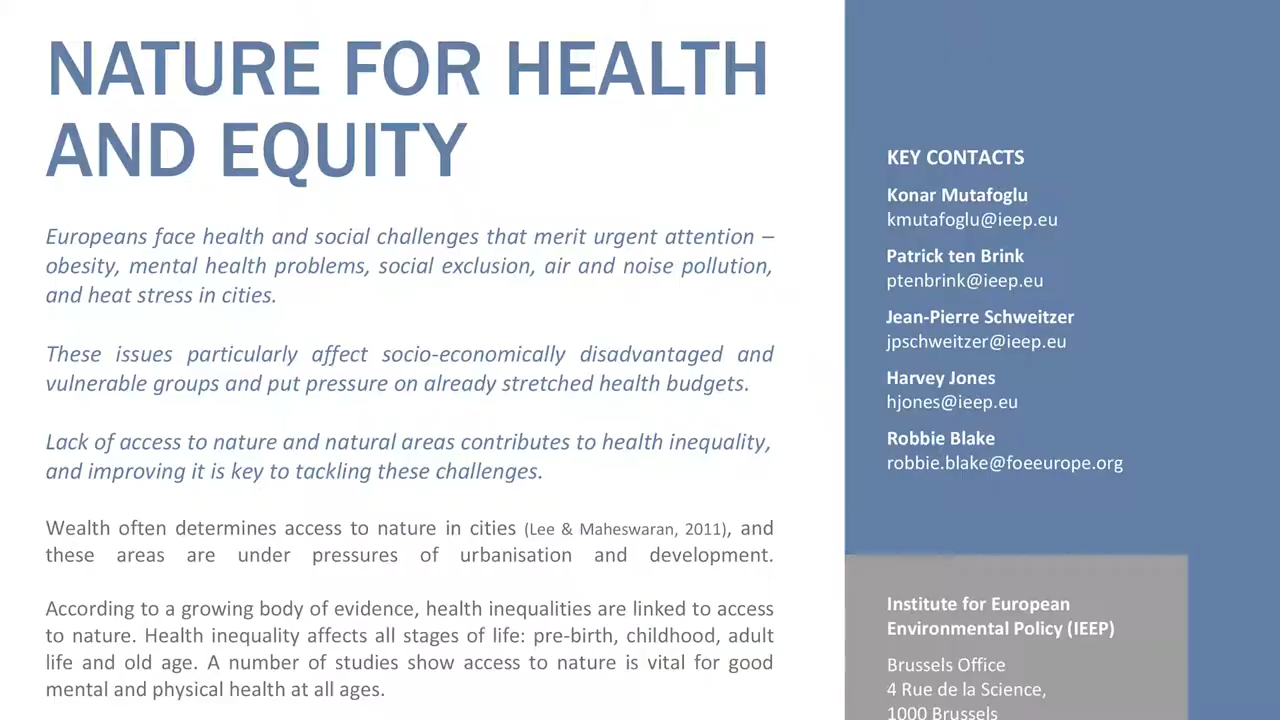 NATURE FOR HEALTH
AND EQUITY
Europeans face health and social challenges that merit urgent attention –
obesity, mental health problems, social exclusion, air and noise pollution,
and heat stress in cities.
These issues particularly affect socio-economically disadvantaged and
vulnerable groups and put pressure on already stretched health budgets.
Lack of access to nature and natural areas contributes to health inequality,
and improving it is key to tackling these challenges.
Wealth often determines access to nature in cities (Lee & Maheswaran, 2011), and
these areas are under pressures of urbanisation and development.
According to a growing body of evidence, health inequalities are linked to access
to nature. Health inequality affects all stages of life: pre-birth, childhood, adult
life and old age. A number of studies show access to nature is vital for good
mental and physical health at all ages.
KEY CONTACTS
Konar Mutafoglu
kmutafoglu@ieep.eu
Patrick ten Brink
ptenbrink@ieep.eu
Jean-Pierre Schweitzer
jpschweitzer@ieep.eu
Harvey Jones
hjones@ieep.eu
Robbie Blake
robbie.blake@foeeurope.org
Institute for European
Environmental Policy (IEEP)
Brussels Office
4 Rue de la Science,
1000 Brussels